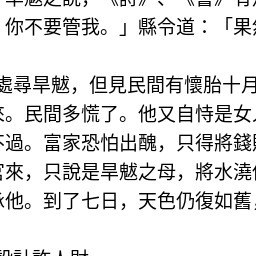 旱魃之說，《詩》、《書》有
你不要管我。」縣令道：「果然
處尋旱魃，但見民間有懷胎十月
來。民間多慌了。他又自恃是女
不過。富家恐怕出醜，只得將錢
官來，只說是旱魃之母，將水澆
於他。到了七日，天色仍復如舊，